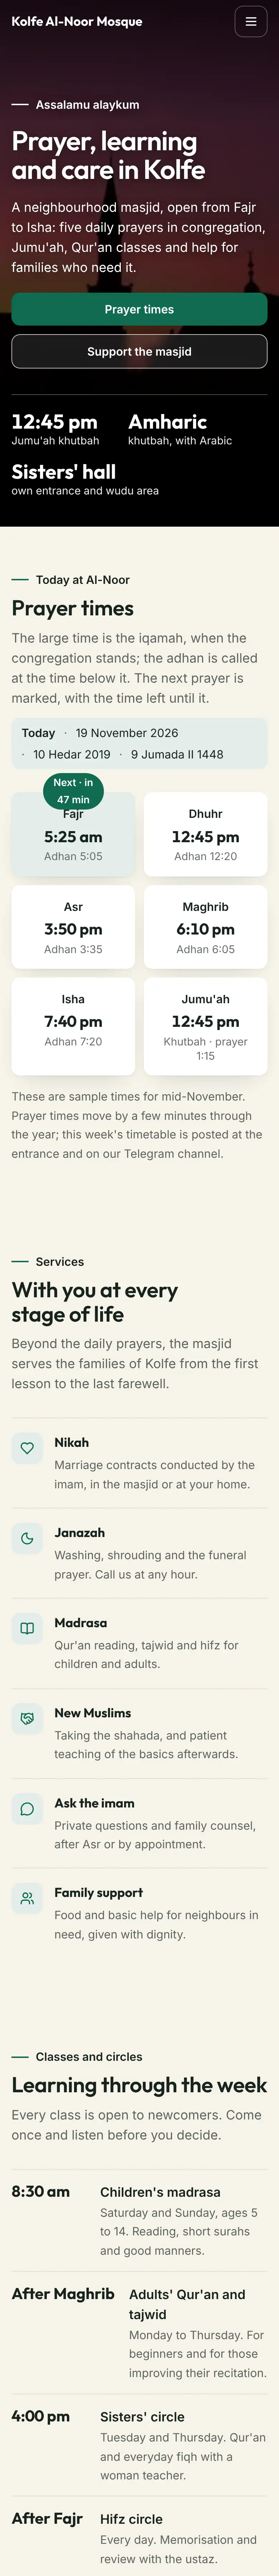 Kolfe Al-Noor Mosque
Assalamu alaykum
Prayer, learning
and care in Kolfe
A neighbourhood masjid, open from Fajr
to Isha: five daily prayers in congregation,
Jumu'ah, Qur'an classes and help for
families who need it.
Prayer times
Support the masjid
12:45 pm
Jumu'ah khutbah
Amharic
khutbah, with Arabic
Sisters' hall
own entrance and wudu area
Today at Al-Noor
Prayer times
The large time is the iqamah, when the
congregation stands; the adhan is called
at the time below it. The next prayer is
marked, with the time left until it.
Today · 19 November 2026
· 10 Hedar 2019 · 9 Jumada II 1448
Next · in
47 min
Fajr
5:25 am
Adhan 5:05
Dhuhr
12:45 pm
Adhan 12:20
Asr
3:50 pm
Adhan 3:35
Maghrib
6:10 pm
Adhan 6:05
Isha
7:40 pm
Adhan 7:20
Jumu'ah
12:45 pm
Khutbah · prayer
1:15
These are sample times for mid-November.
Prayer times move by a few minutes through
the year; this week's timetable is posted at the
entrance and on our Telegram channel.
Services
With you at every
stage of life
Beyond the daily prayers, the masjid
serves the families of Kolfe from the first
lesson to the last farewell.
Nikah
Marriage contracts conducted by the
imam, in the masjid or at your home.
Janazah
Washing, shrouding and the funeral
prayer. Call us at any hour.
Madrasa
Qur'an reading, tajwid and hifz for
children and adults.
New Muslims
Taking the shahada, and patient
teaching of the basics afterwards.
Ask the imam
Private questions and family counsel,
after Asr or by appointment.
Family support
Food and basic help for neighbours in
need, given with dignity.
Classes and circles
Learning through the week
Every class is open to newcomers. Come
once and listen before you decide.
8:30 am
Children's madrasa
Saturday and Sunday, ages 5
to 14. Reading, short surahs
and good manners.
After Maghrib
Adults' Qur'an and
tajwid
Monday to Thursday. For
beginners and for those
improving their recitation.
4:00 pm
Sisters' circle
Tuesday and Thursday. Qur'an
and everyday fiqh with a
woman teacher.
After Fajr
Hifz circle
Every day. Memorisation and
review with the ustaz.